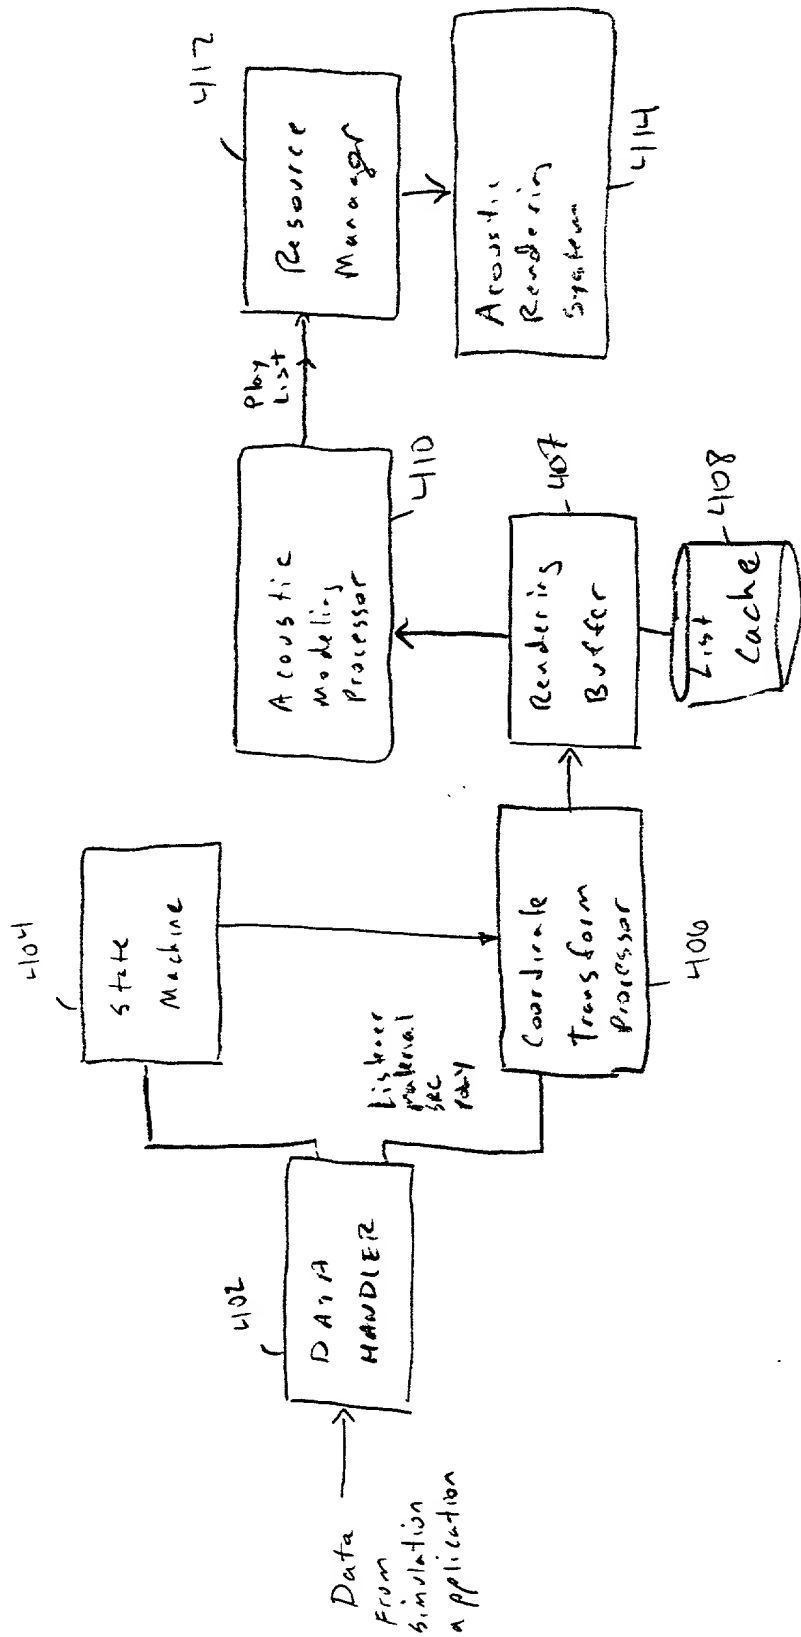 Data
From
simulation
application
402
DATA
HANDLER
404
State
Machine
Listener
material
src
Coordinate
Transform
Processor
406
Rendering
Buffer
407
List
Cache
408
Acoustic
Modeling
Processor
410
Play
List
Resource
Manager
412
Acoustic
Rendering
System
414